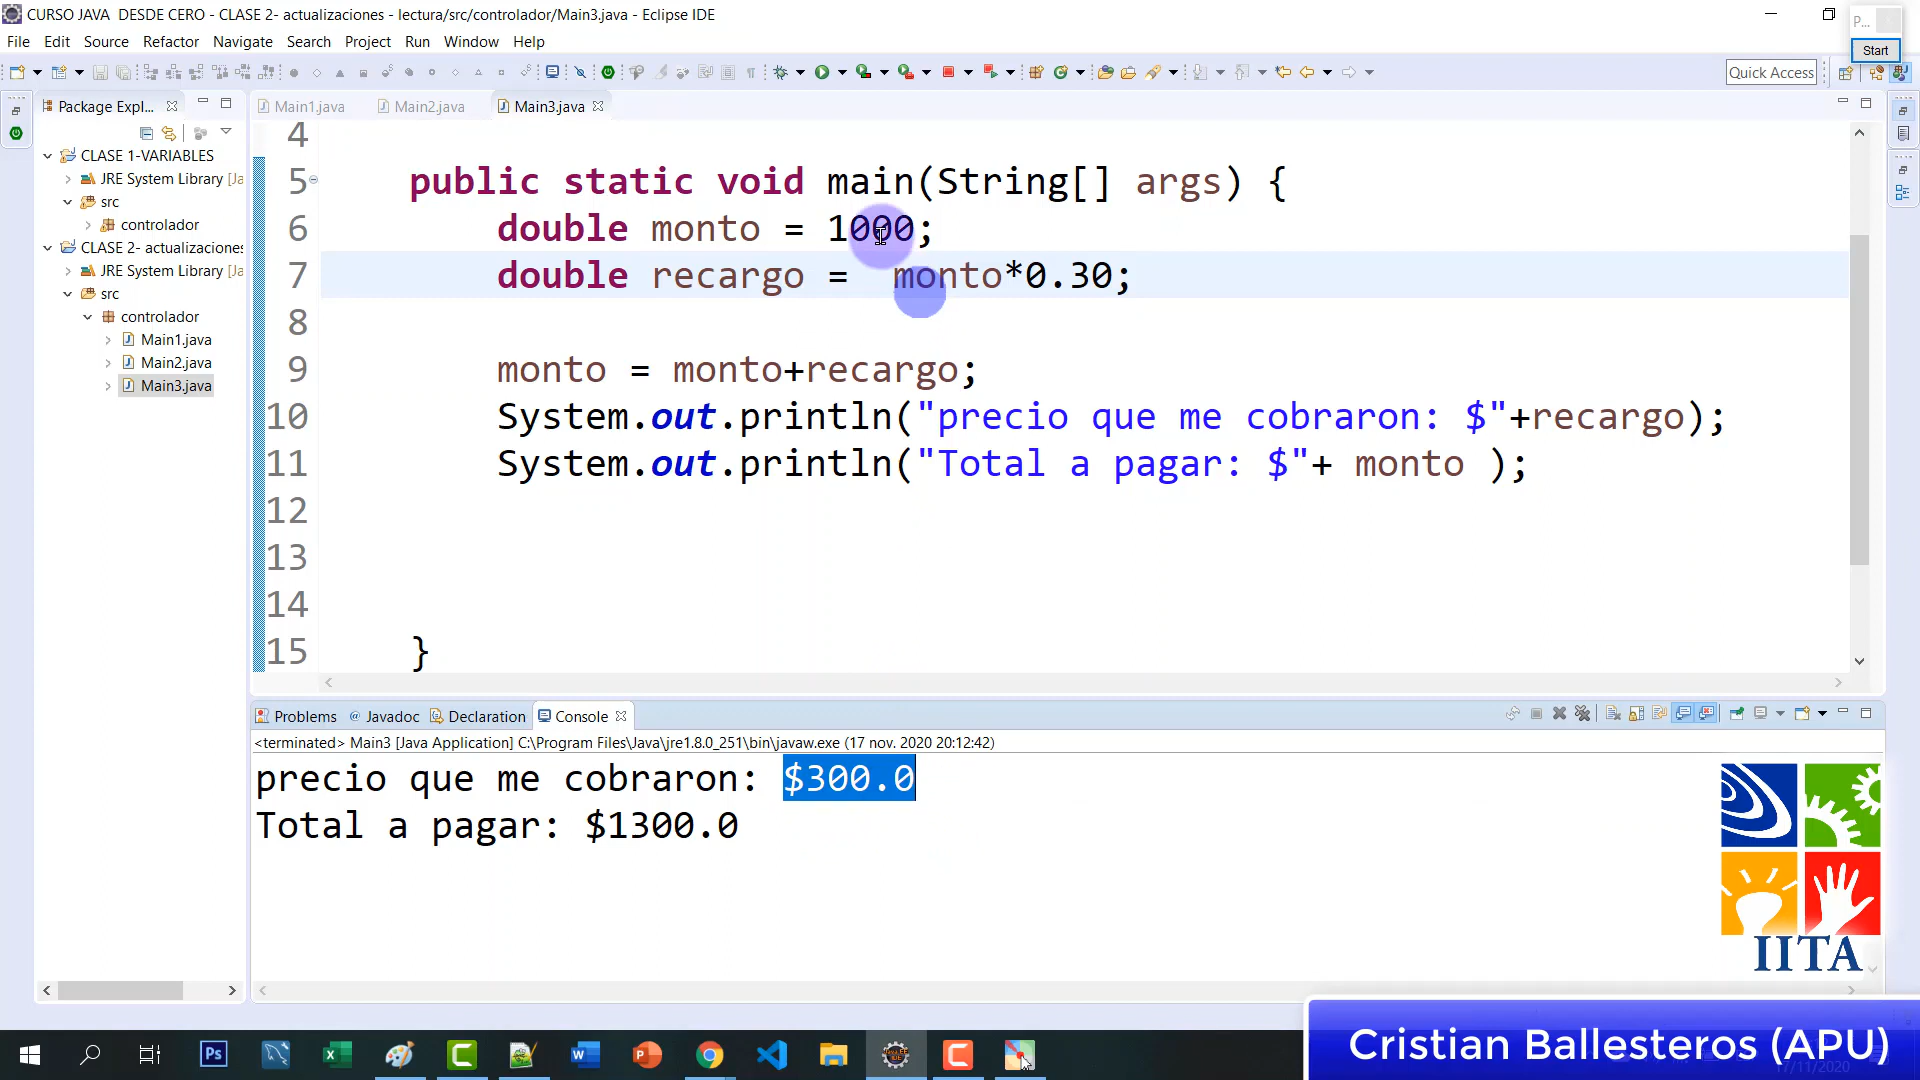 CURSO JAVA DESDE CERO - CLASE 2- actualizaciones - lectura/src/controlador/Main3.java - Eclipse IDE
P...
File Edit Source Refactor Navigate Search Project Run Window Help
Start
Quick Access
Package Expl...
Main1.java Main2.java Main3.java
CLASE 1-VARIABLES
JRE System Library [Ja
src
controlador
CLASE 2- actualizaciones
JRE System Library [Ja
src
controlador
Main1.java
Main2.java
Main3.java
4
5 public static void main(String[] args) {
6 double monto = 1000;
7 double recargo = monto*0.30;
8
9 monto = monto+recargo;
10 System.out.println("precio que me cobraron: $"+recargo);
11 System.out.println("Total a pagar: $"+ monto );
12
13
14
15 }
Problems Javadoc Declaration Console
<terminated> Main3 [Java Application] C:\Program Files\Java\jre1.8.0_251\bin\javaw.exe (17 nov. 2020 20:12:42)
precio que me cobraron: $300.0
Total a pagar: $1300.0
IITA
Cristian Ballesteros (APU)
17/11/2020